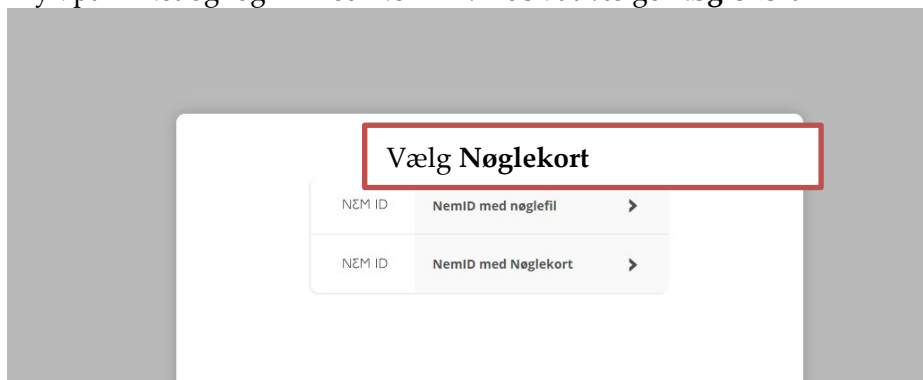 Vælg Nøglekort
NEM ID NemID med nøglefil
NEM ID NemID med Nøglekort